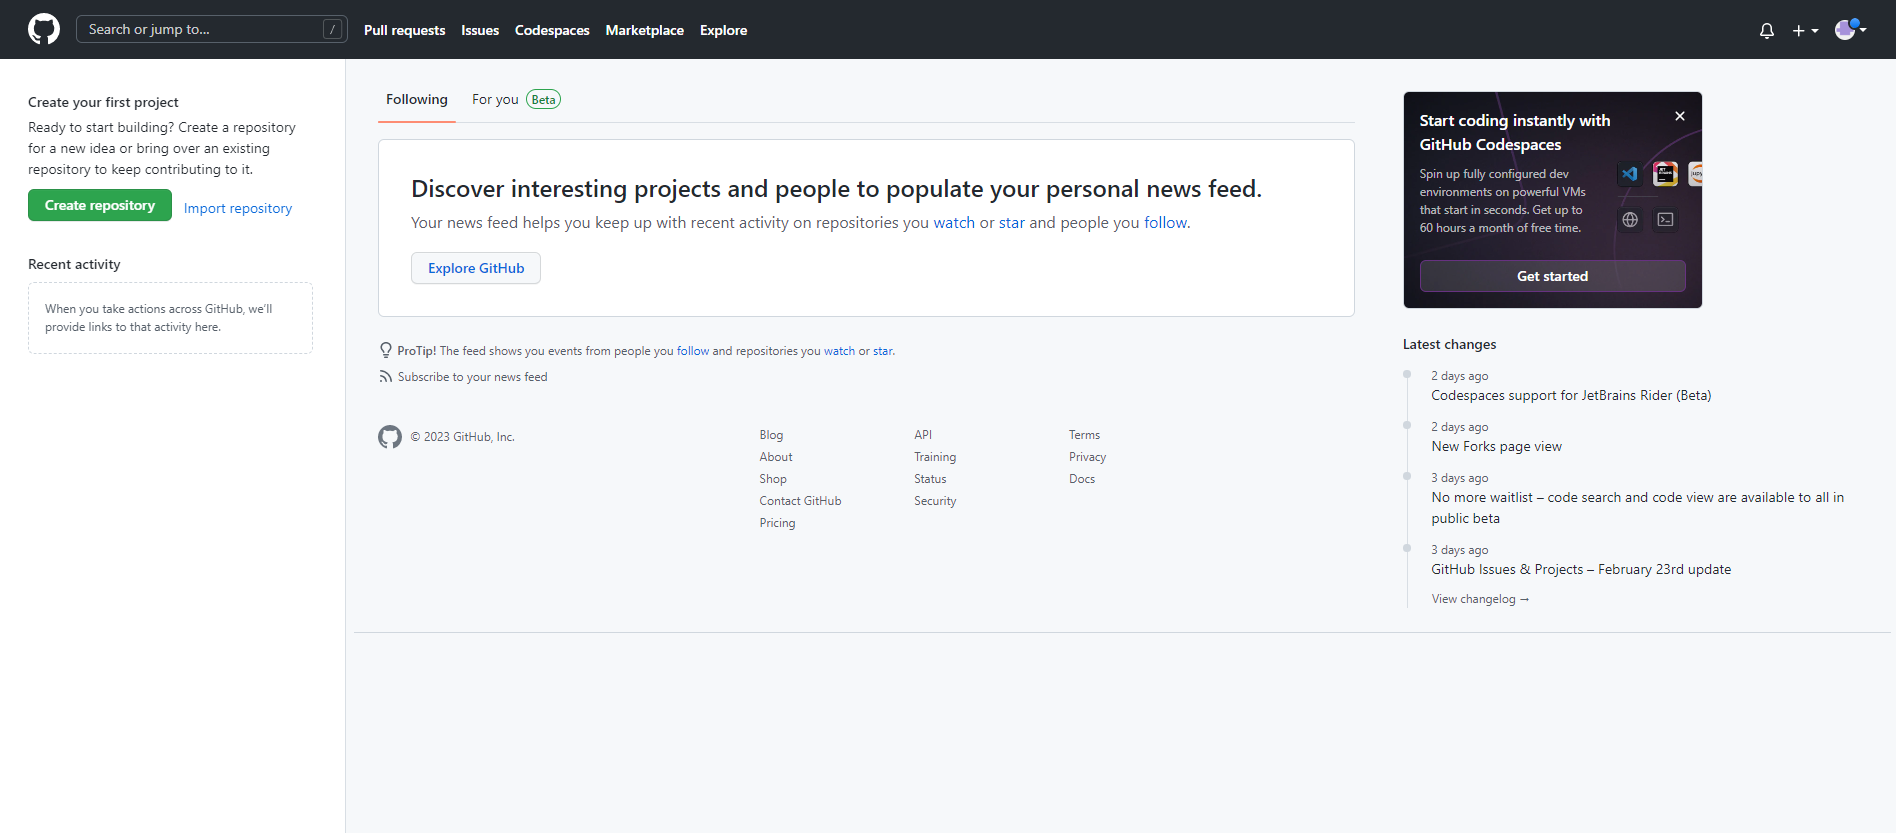 Search or jump to...
/
Pull requests
Issues
Codespaces
Marketplace
Explore
Create your first project
Ready to start building? Create a repository
for a new idea or bring over an existing
repository to keep contributing to it.
Create repository
Import repository
Recent activity
When you take actions across GitHub, we'll
provide links to that activity here.
Following
For you
Beta
Discover interesting projects and people to populate your personal news feed.
Your news feed helps you keep up with recent activity on repositories you watch or star and people you follow.
Explore GitHub
ProTip! The feed shows you events from people you follow and repositories you watch or star.
Subscribe to your news feed
© 2023 GitHub, Inc.
Blog
About
Shop
Contact GitHub
Pricing
API
Training
Status
Security
Terms
Privacy
Docs
Start coding instantly with
GitHub Codespaces
Spin up fully configured dev
environments on powerful VMs
that start in seconds. Get up to
60 hours a month of free time.
Get started
Latest changes
2 days ago
Codespaces support for JetBrains Rider (Beta)
2 days ago
New Forks page view
3 days ago
No more waitlist – code search and code view are available to all in
public beta
3 days ago
GitHub Issues & Projects – February 23rd update
View changelog →